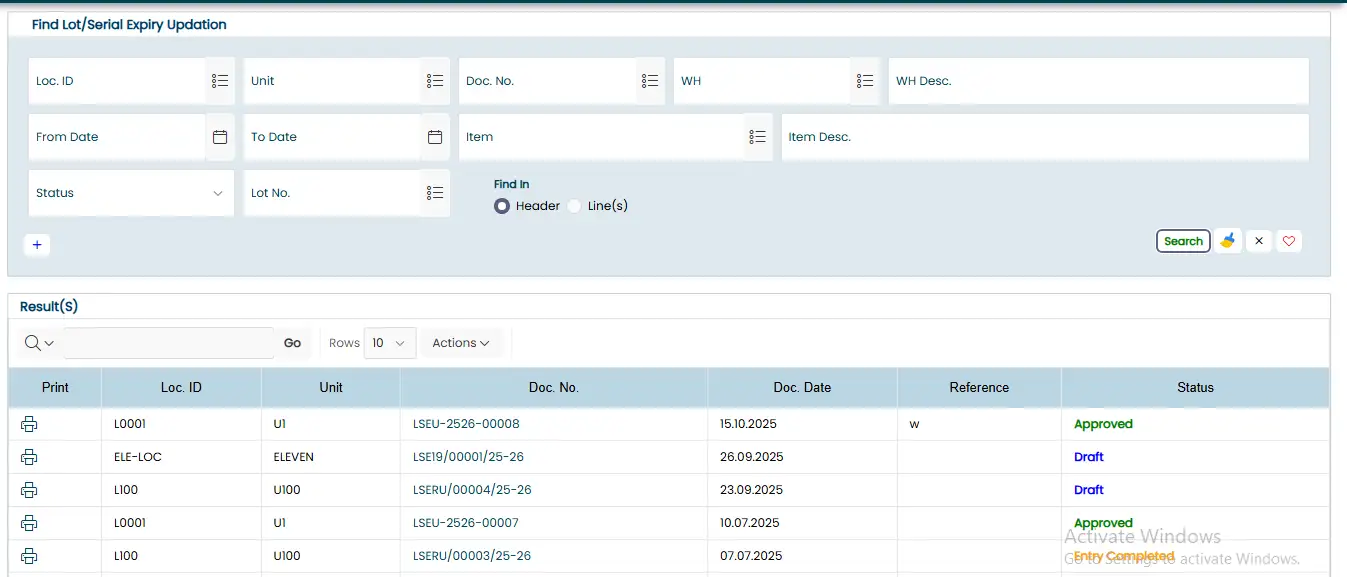 Find Lot/Serial Expiry Updation
Loc. ID Unit Doc. No. WH WH Desc.
From Date To Date Item Item Desc.
Status Lot No. Find In
Header Line(s)
+ Search
Result(S)
Go Rows 10 Actions
Print Loc. ID Unit Doc. No. Doc. Date Reference Status
L0001 U1 LSEU-2526-00008 15.10.2025 w Approved
ELE-LOC ELEVEN LSE19/00001/25-26 26.09.2025 Draft
L100 U100 LSERU/00004/25-26 23.09.2025 Draft
L0001 U1 LSEU-2526-00007 10.07.2025 Approved
Activate Windows
L100 U100 LSERU/00003/25-26 07.07.2025 Entry Completed
Go to Settings to activate Windows.